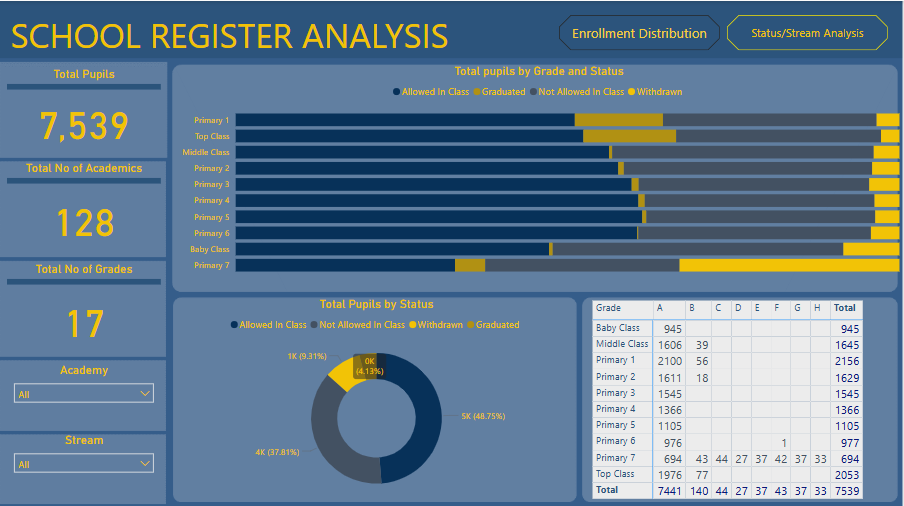 SCHOOL REGISTER ANALYSIS
Enrollment Distribution
Status/Stream Analysis
Total Pupils
7,539
Total No of Academics
128
Total No of Grades
17
Academy
All
Stream
All
Total pupils by Grade and Status
Allowed In Class Graduated Not Allowed In Class Withdrawn
Primary 1
Top Class
Middle Class
Primary 2
Primary 3
Primary 4
Primary 5
Primary 6
Baby Class
Primary 7
Total Pupils by Status
Allowed In Class Not Allowed In Class Withdrawn Graduated
1K (9.31%)
0K
(4.13%)
5K (48.75%)
4K (37.81%)
Grade A B C D E F G H Total
Baby Class 945 945
Middle Class 1606 39 1645
Primary 1 2100 56 2156
Primary 2 1611 18 1629
Primary 3 1545 1545
Primary 4 1366 1366
Primary 5 1105 1105
Primary 6 976 1 977
Primary 7 694 43 44 27 37 42 37 33 694
Top Class 1976 77 2053
Total 7441 140 44 27 37 43 37 33 7539